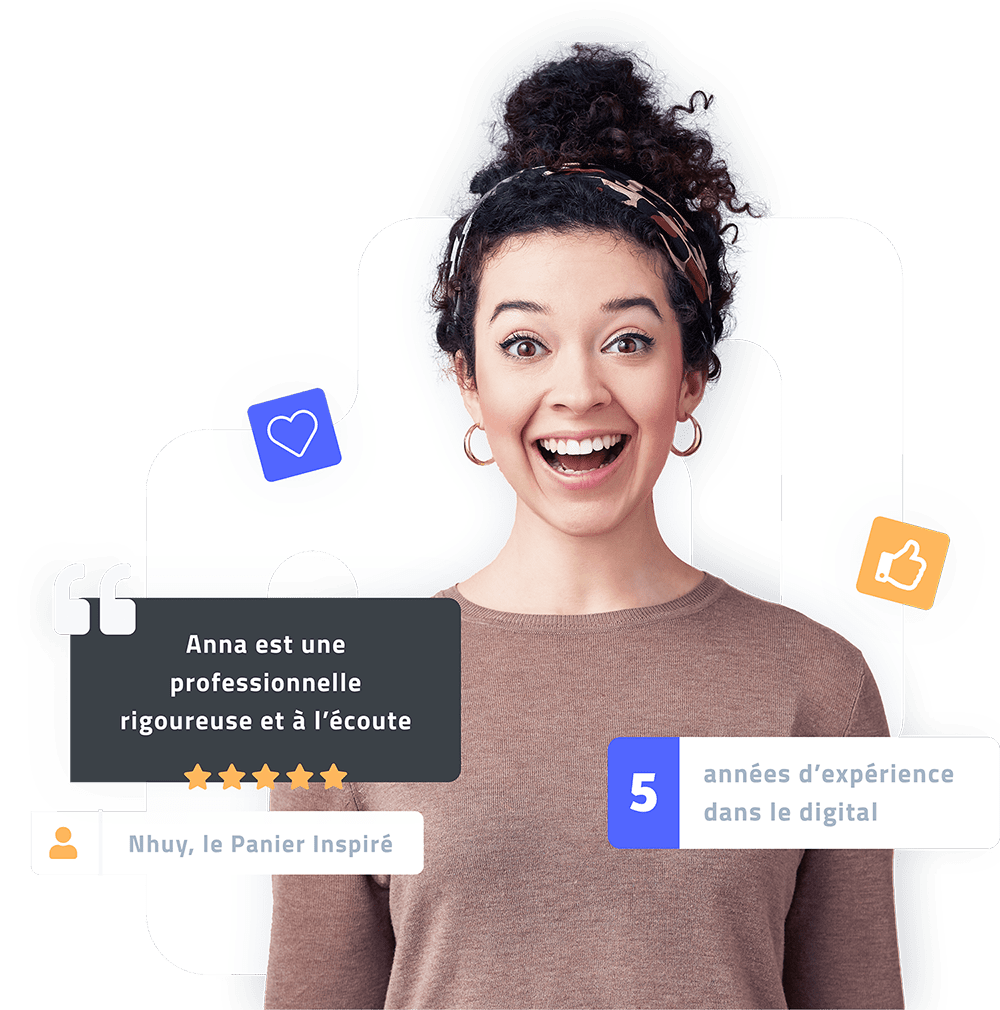 Anna est une
professionnelle
rigoureuse et à l’écoute
Nhuy, le Panier Inspiré
5
années d’expérience
dans le digital